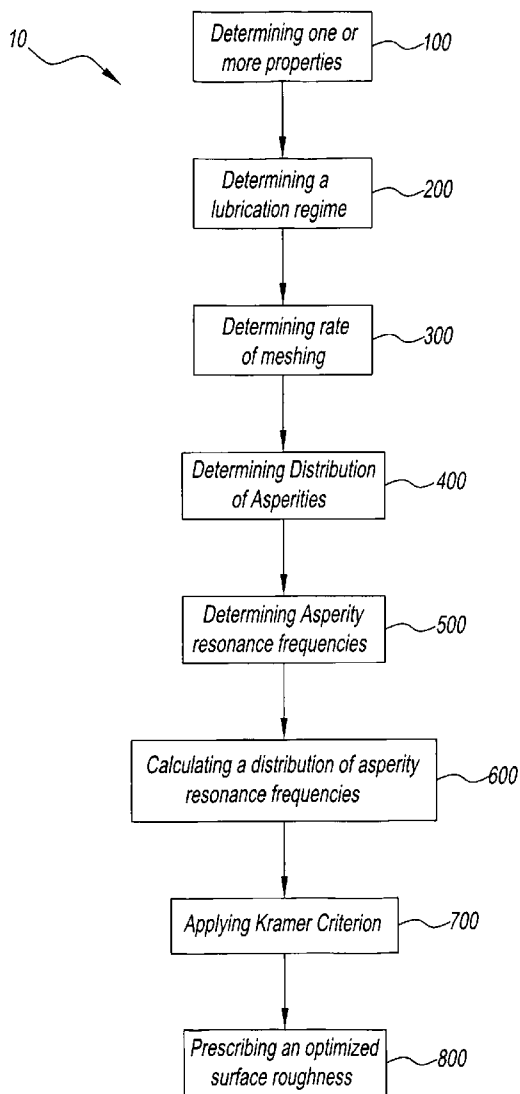 10
Determining one or
more properties
100
Determining a
lubrication regime
200
Determining rate
of meshing
300
Determining Distribution
of Asperities
400
Determining Asperity
resonance frequencies
500
Calculating a distribution of asperity
resonance frequencies
600
Applying Kramer Criterion
700
Prescribing an optimized
surface roughness
800